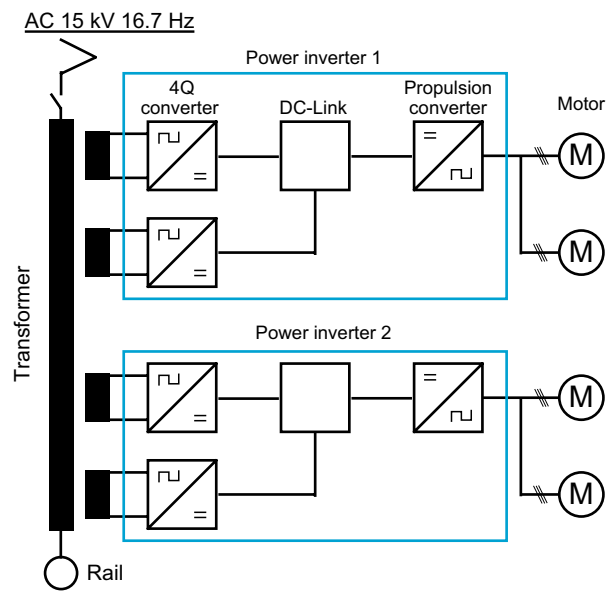 AC 15 kV 16.7 Hz
Power inverter 1
4Q
converter
DC-Link
Propulsion
converter
Motor
M
M
Transformer
Power inverter 2
M
M
Rail